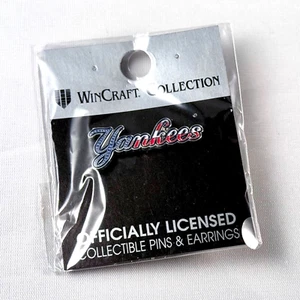 WINCRAFT COLLECTION
Yankees
OFFICIALLY LICENSED
COLLECTIBLE PINS & EARRINGS